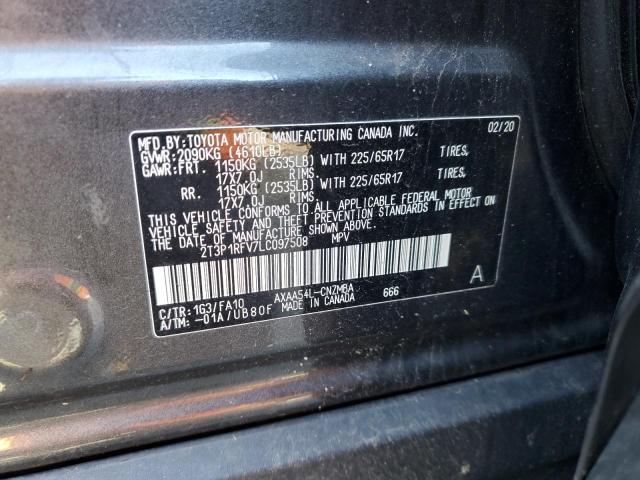 MFD. BY: TOYOTA MOTOR MANUFACTURING CANADA INC. 02/20
GVWR: 2090KG (4610LB)
GAWR: FRT. 1150KG (2535LB) WITH 225/65R17 TIRES,
17X7.0J RIMS,
RR. 1150KG (2535LB) WITH 225/65R17 TIRES,
17X7.0J RIMS,
THIS VEHICLE CONFORMS TO ALL APPLICABLE FEDERAL MOTOR
VEHICLE SAFETY AND THEFT PREVENTION STANDARDS IN EFFECT ON
THE DATE OF MANUFACTURE SHOWN ABOVE.
2T3P1RFV7LC097508 MPV
A
C/TR: 1G3/FA10 AXAA54L-CNZMBA 666
A/TM: -01A/UB80F MADE IN CANADA